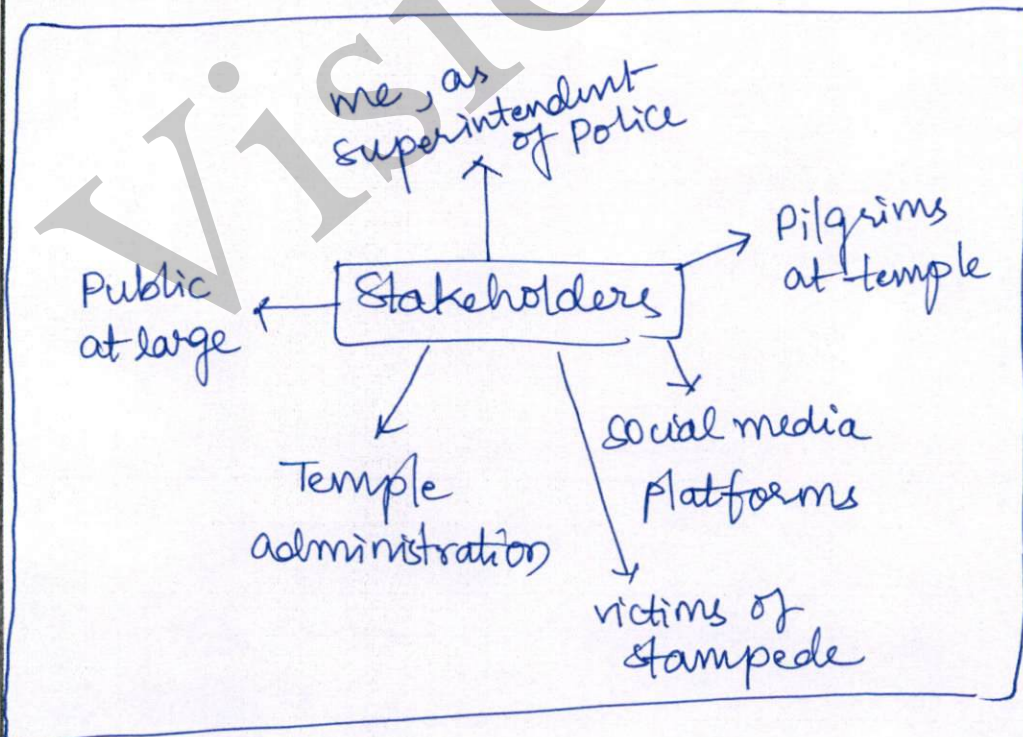 me, as
superintendent
of Police
Pilgrims
at temple
Public
at large
Stakeholders
social media
platforms
Temple
administration
victims of
stampede